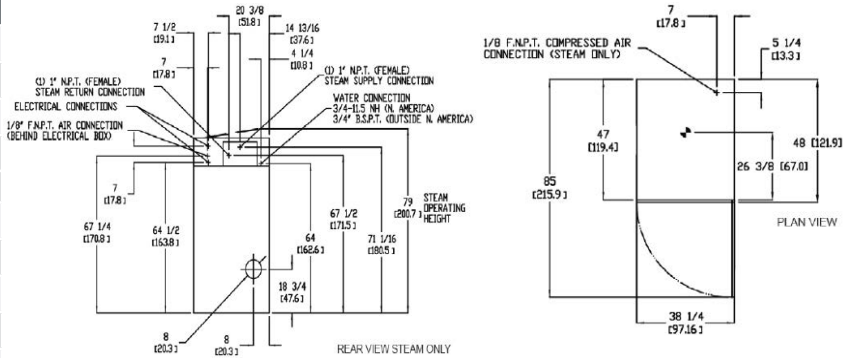 20 3/8
[51.8]
7 1/2
[19.1]
14 13/16
[37.6]
7
[17.8]
4 1/4
[10.8]
(1) 1" N.P.T. (FEMALE)
STEAM RETURN CONNECTION
(1) 1" N.P.T. (FEMALE)
STEAM SUPPLY CONNECTION
ELECTRICAL CONNECTIONS
WATER CONNECTION
3/4-11.5 NH (N. AMERICA)
3/4" B.S.P.T. (OUTSIDE N. AMERICA)
1/8" F.N.P.T. AIR CONNECTION
(BEHIND ELECTRICAL BOX)
7
[17.8]
79
[200.7]
STEAM
OPERATING
HEIGHT
67 1/4
[170.8]
64 1/2
[163.8]
67 1/2
[171.5]
64
[162.6]
71 1/16
[180.5]
18 3/4
[47.6]
8
[20.3]
8
[20.3]
REAR VIEW STEAM ONLY
7
[17.8]
1/8 F.N.P.T. COMPRESSED AIR
CONNECTION (STEAM ONLY)
5 1/4
[13.3]
47
[119.4]
48 [121.9]
26 3/8 [67.0]
85
[215.9]
PLAN VIEW
38 1/4
[97.16]